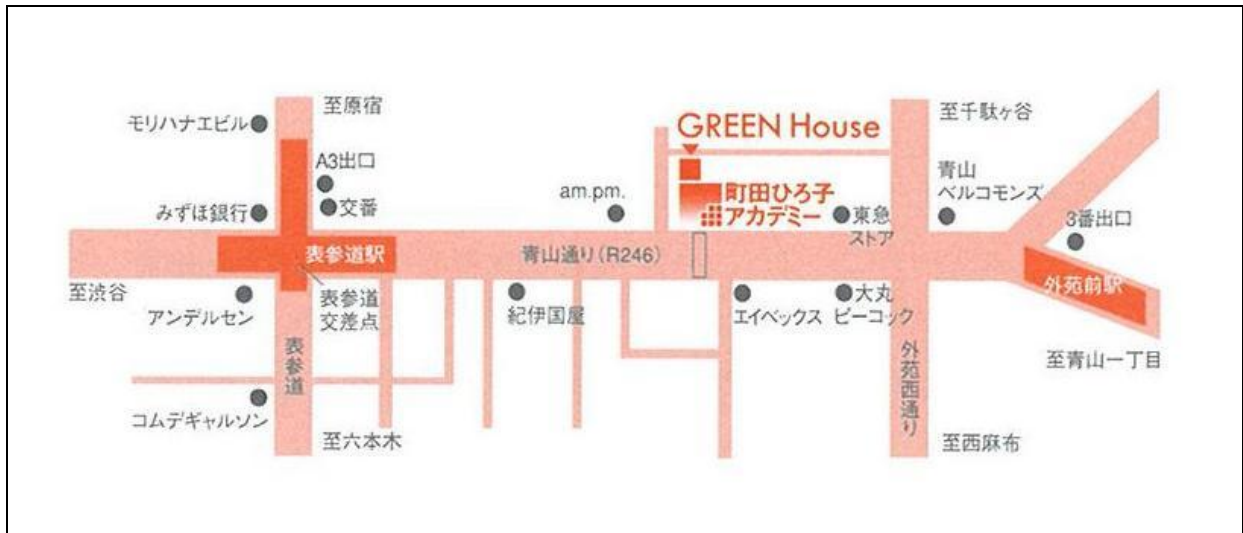 至原宿
モリハナエビル
A3出口
交番
みずほ銀行
表参道駅
至渋谷
アンデルセン
表参道
交差点
表参道
コムデギャルソン
至六本木
am.pm.
青山通り(R246)
紀伊国屋
GREEN House
町田ひろ子
アカデミー
東急
ストア
エイベックス
大丸
ピーコック
至千駄ヶ谷
青山
ベルコモンズ
3番出口
外苑前駅
至青山一丁目
外苑西通り
至西麻布